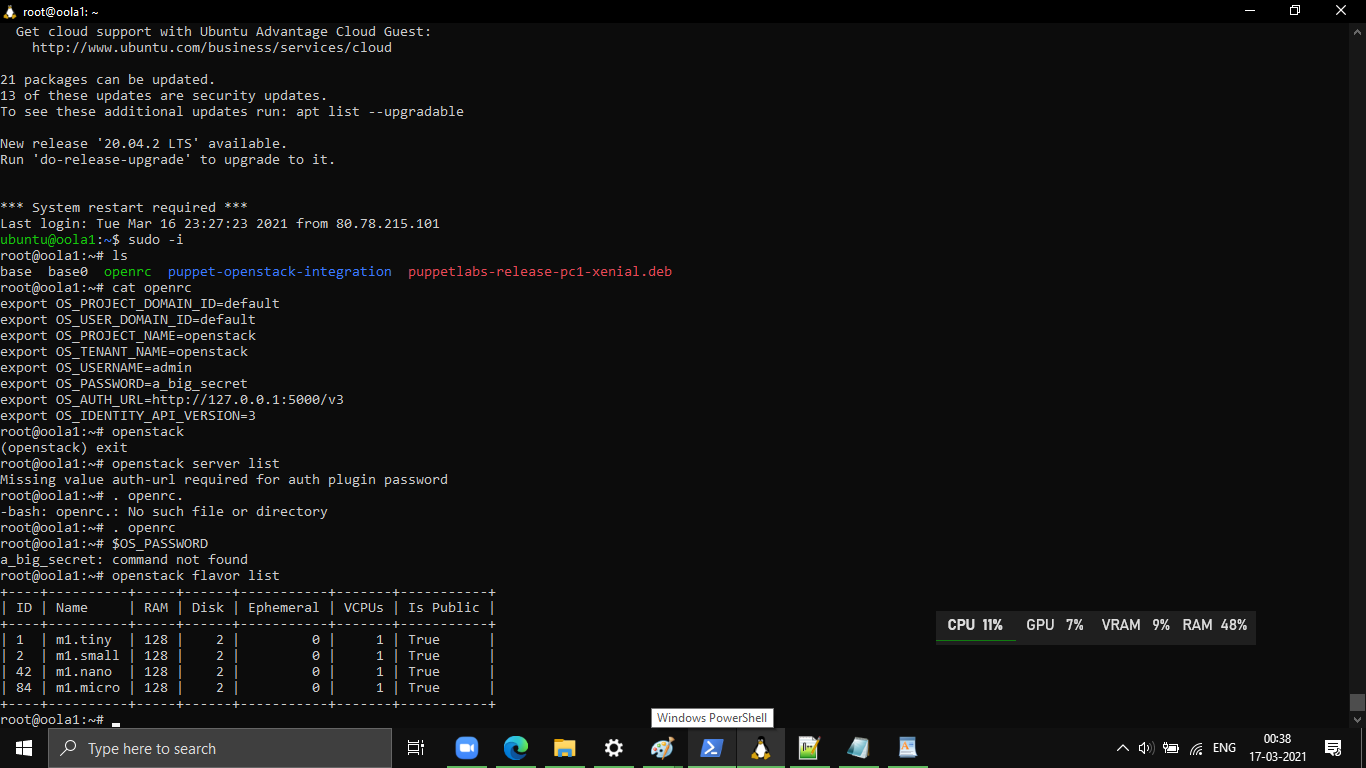 root@oola1: ~
Get cloud support with Ubuntu Advantage Cloud Guest:
http://www.ubuntu.com/business/services/cloud
21 packages can be updated.
13 of these updates are security updates.
To see these additional updates run: apt list --upgradable
New release '20.04.2 LTS' available.
Run 'do-release-upgrade' to upgrade to it.
*** System restart required ***
Last login: Tue Mar 16 23:27:23 2021 from 80.78.215.101
ubuntu@oola1:~$ sudo -i
root@oola1:~# ls
base  base0  openrc  puppet-openstack-integration  puppetlabs-release-pc1-xenial.deb
root@oola1:~# cat openrc
export OS_PROJECT_DOMAIN_ID=default
export OS_USER_DOMAIN_ID=default
export OS_PROJECT_NAME=openstack
export OS_TENANT_NAME=openstack
export OS_USERNAME=admin
export OS_PASSWORD=a_big_secret
export OS_AUTH_URL=http://127.0.0.1:5000/v3
export OS_IDENTITY_API_VERSION=3
root@oola1:~# openstack
(openstack) exit
root@oola1:~# openstack server list
Missing value auth-url required for auth plugin password
root@oola1:~# . openrc.
-bash: openrc.: No such file or directory
root@oola1:~# . openrc
root@oola1:~# $OS_PASSWORD
a_big_secret: command not found
root@oola1:~# openstack flavor list
+----+----------+-----+------+-----------+-------+-----------+
| ID | Name     | RAM | Disk | Ephemeral | VCPUs | Is Public |
+----+----------+-----+------+-----------+-------+-----------+
| 1  | m1.tiny  | 128 |    2 |         0 |     1 | True      |
| 2  | m1.small | 128 |    2 |         0 |     1 | True      |
| 42 | m1.nano  | 128 |    2 |         0 |     1 | True      |
| 84 | m1.micro | 128 |    2 |         0 |     1 | True      |
+----+----------+-----+------+-----------+-------+-----------+
root@oola1:~#
CPU 11% GPU 7% VRAM 9% RAM 48%
Windows PowerShell
Type here to search
ENG
00:38
17-03-2021